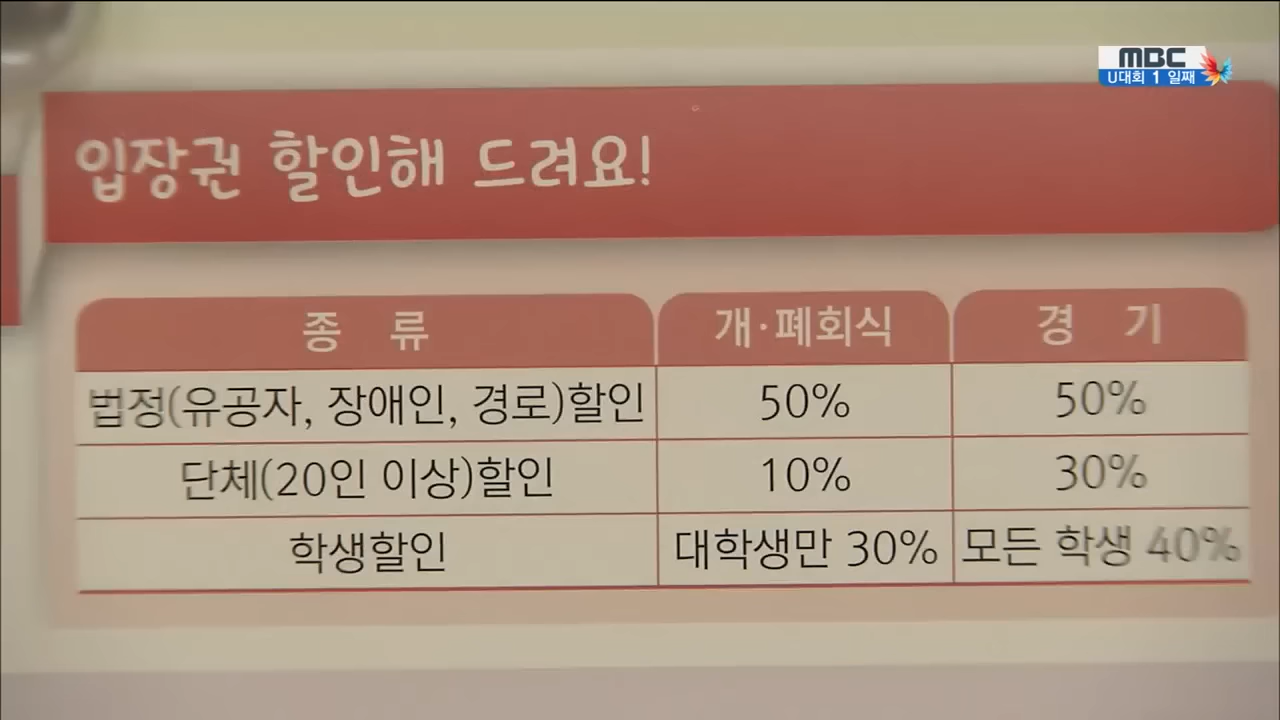 MBC
U대회 1 일째
입장권 할인해 드려요!
종 류 개·폐회식 경 기
법정(유공자, 장애인, 경로)할인 50% 50%
단체(20인 이상)할인 10% 30%
학생할인 대학생만 30% 모든 학생 40%